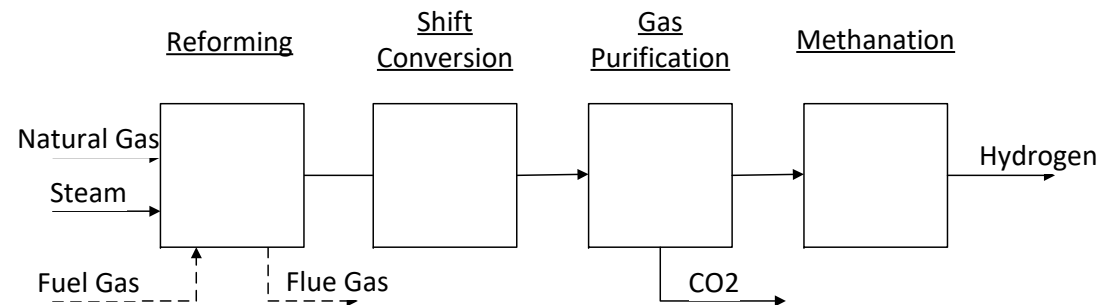 Reforming
Shift
Conversion
Gas
Purification
Methanation
Natural Gas
Steam
Hydrogen
Fuel Gas
Flue Gas
CO2